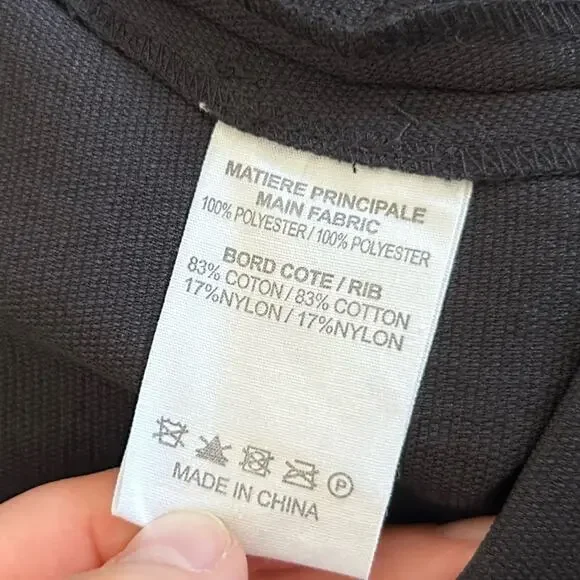 MATIERE PRINCIPALE
MAIN FABRIC
100% POLYESTER / 100% POLYESTER
BORD COTE / RIB
83% COTON / 83% COTTON
17%NYLON / 17%NYLON
P
MADE IN CHINA